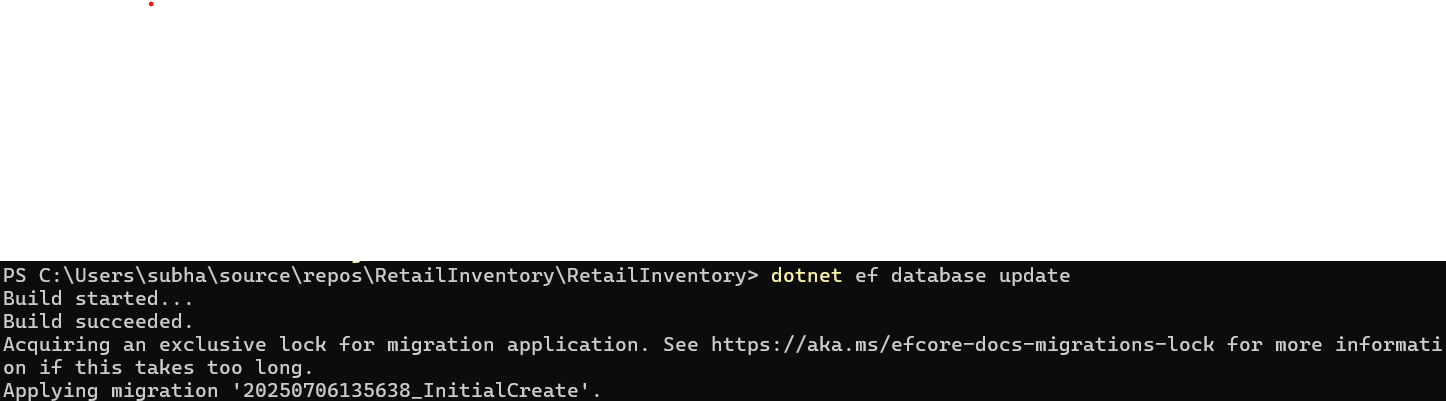 PS C:\Users\subha\source\repos\RetailInventory\RetailInventory> dotnet ef database update
Build started...
Build succeeded.
Acquiring an exclusive lock for migration application. See https://aka.ms/efcore-docs-migrations-lock for more informati
on if this takes too long.
Applying migration '20250706135638_InitialCreate'.